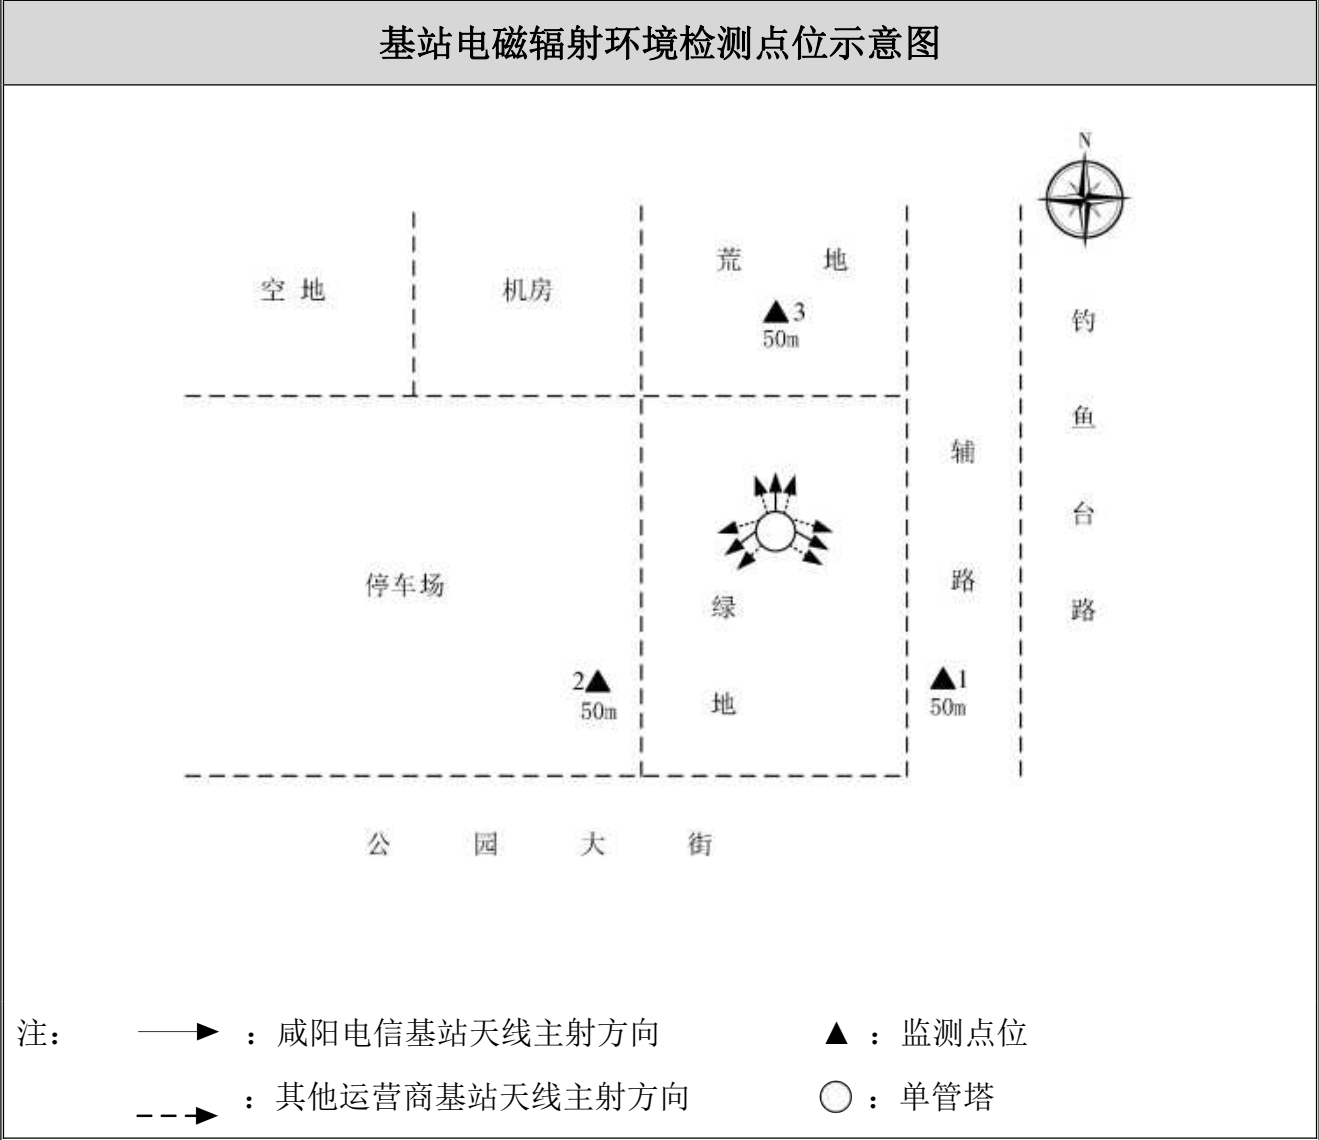 基站电磁辐射环境检测点位示意图
N
荒 地
空 地
机房
3
50m
钓鱼台路
辅路
停车场
绿地
2
50m
1
50m
公 园 大 街
注：
：咸阳电信基站天线主射方向
▲：监测点位
：其他运营商基站天线主射方向
：单管塔